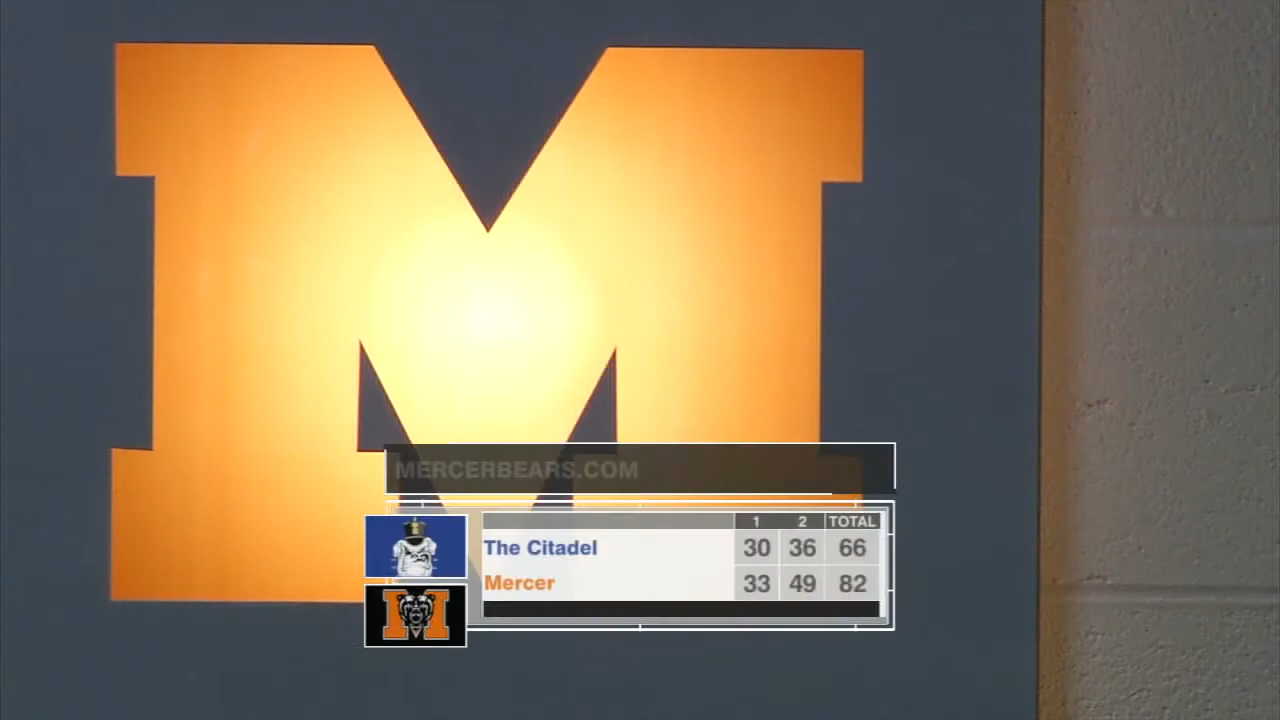 M
MERCERBEARS.COM
1 2 TOTAL
The Citadel 30 36 66
Mercer 33 49 82
M